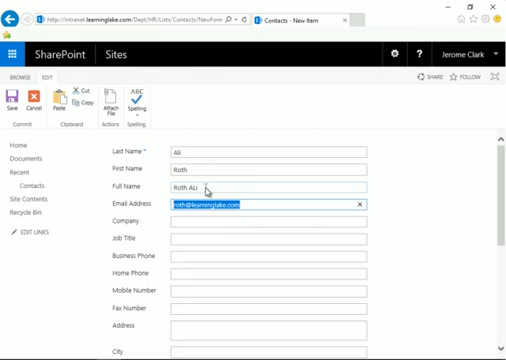 http://intranet.learninglake.com/Dept/HR/Lists/Contacts/NewForm
Contacts - New Item
SharePoint
Sites
?
Jerome Clark
BROWSE
EDIT
SHARE
FOLLOW
Save
Cancel
Paste
Cut
Copy
Attach File
ABC
Spelling
Commit
Clipboard
Actions
Spelling
Home
Documents
Recent
Contacts
Site Contents
Recycle Bin
EDIT LINKS
Last Name * Ali
First Name Roth
Full Name Roth ALi
Email Address roth@learninglake.com
Company
Job Title
Business Phone
Home Phone
Mobile Number
Fax Number
Address
City